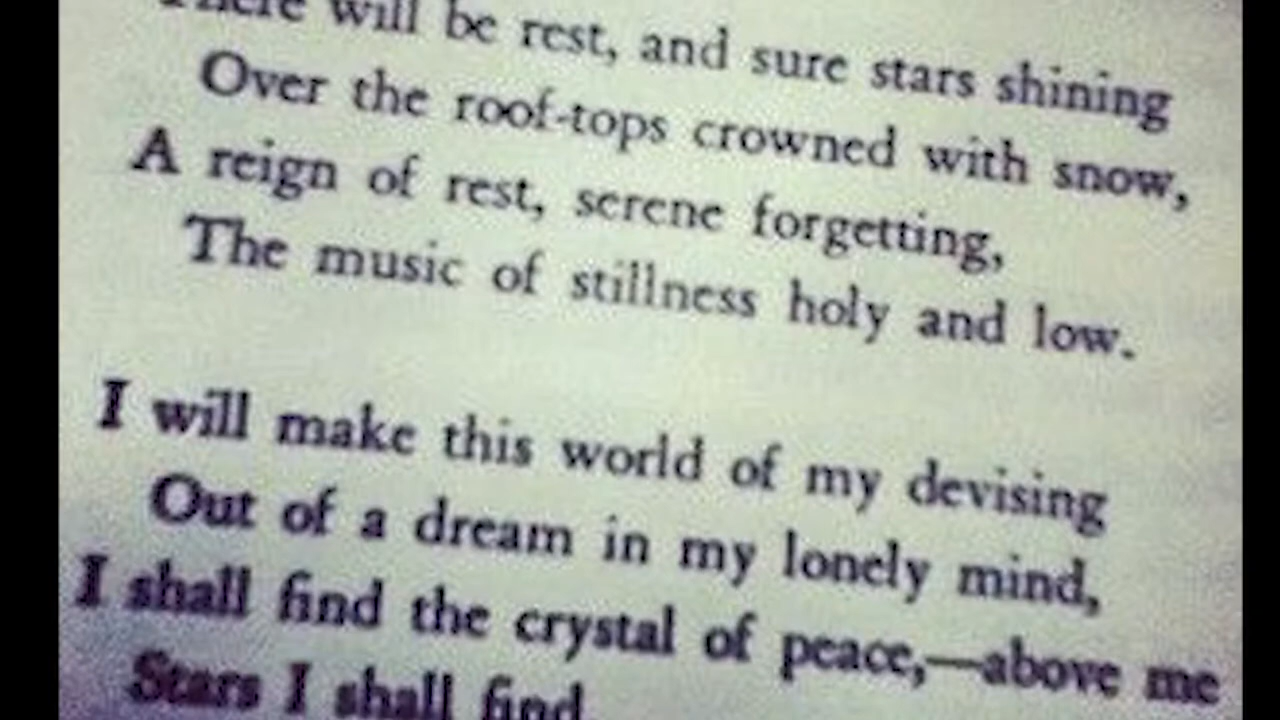 There will be rest, and sure stars shining
Over the roof-tops crowned with snow,
A reign of rest, serene forgetting,
The music of stillness holy and low.
I will make this world of my devising
Out of a dream in my lonely mind,
I shall find the crystal of peace,—above me
Stars I shall find.